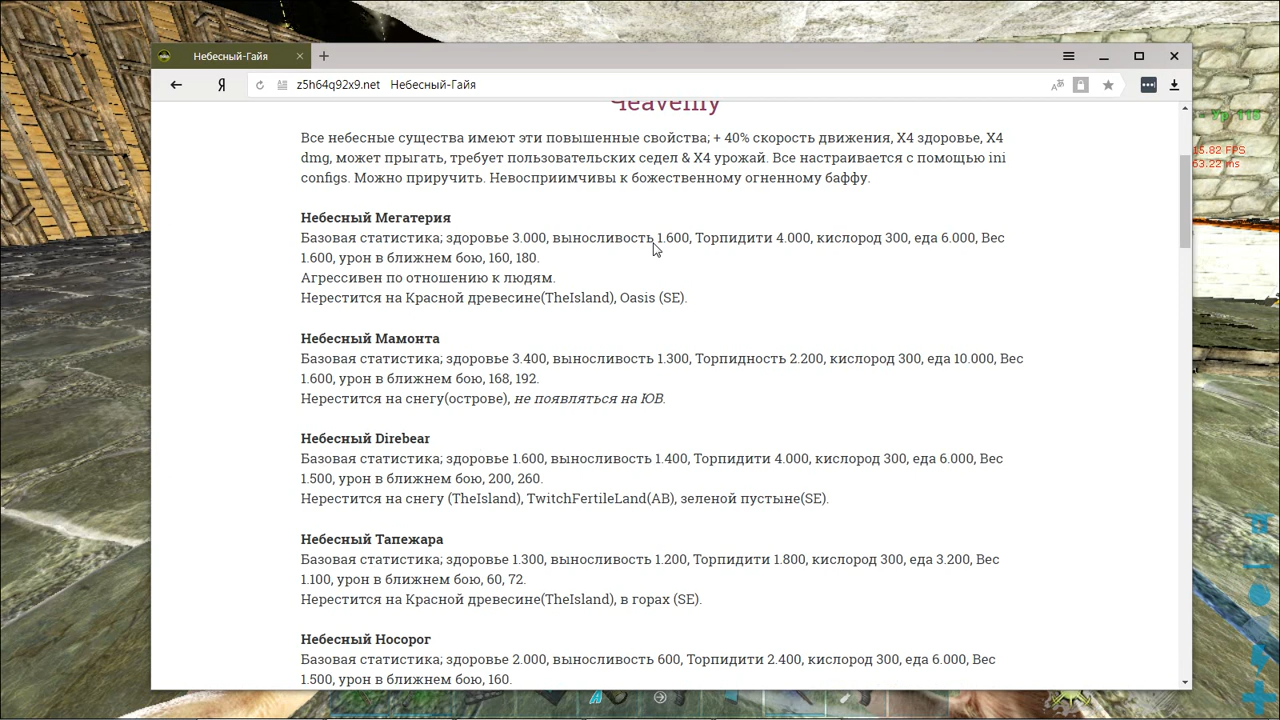 Небесный-Гайя
z5h64q92x9.net Небесный-Гайя
Heavenly
Все небесные существа имеют эти повышенные свойства; + 40% скорость движения, X4 здоровье, X4
dmg, может прыгать, требует пользовательских седел & X4 урожай. Все настраивается с помощью ini
configs. Можно приручить. Невосприимчивы к божественному огненному баффу.
Небесный Мегатерия
Базовая статистика; здоровье 3.000, выносливость 1.600, Торпидити 4.000, кислород 300, еда 6.000, Вес
1.600, урон в ближнем бою, 160, 180.
Агрессивен по отношению к людям.
Нерестится на Красной древесине(TheIsland), Oasis (SE).
Небесный Мамонта
Базовая статистика; здоровье 3.400, выносливость 1.300, Торпидность 2.200, кислород 300, еда 10.000, Вес
1.600, урон в ближнем бою, 168, 192.
Нерестится на снегу(острове), не появляться на ЮВ.
Небесный Direbear
Базовая статистика; здоровье 1.600, выносливость 1.400, Торпидити 4.000, кислород 300, еда 6.000, Вес
1.500, урон в ближнем бою, 200, 260.
Нерестится на снегу (TheIsland), TwitchFertileLand(AB), зеленой пустыне(SE).
Небесный Тапежара
Базовая статистика; здоровье 1.300, выносливость 1.200, Торпидити 1.800, кислород 300, еда 3.200, Вес
1.100, урон в ближнем бою, 60, 72.
Нерестится на Красной древесине(TheIsland), в горах (SE).
Небесный Носорог
Базовая статистика; здоровье 2.000, выносливость 600, Торпидити 2.400, кислород 300, еда 6.000, Вес
1.500, урон в ближнем бою, 160.
15.82 FPS
63.22 ms